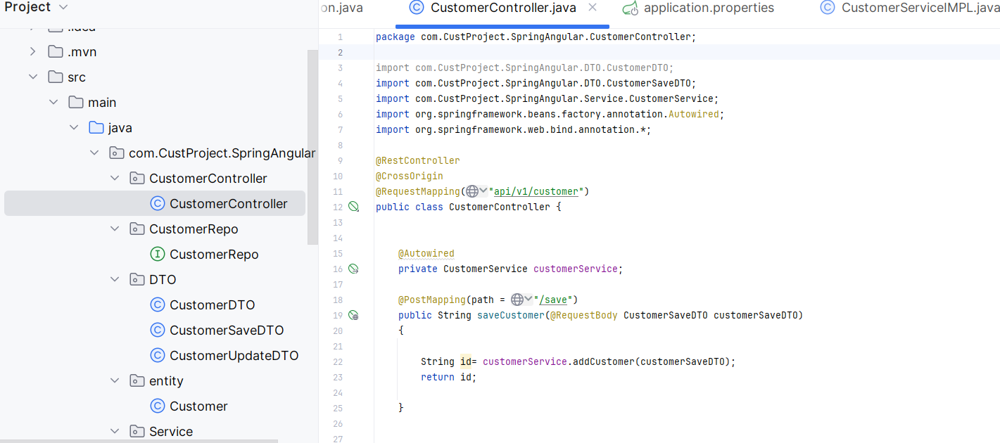 Project
on.java
CustomerController.java
application.properties
CustomerServiceIMPL.java
.idea
.mvn
src
main
java
com.CustProject.SpringAngular
CustomerController
CustomerController
CustomerRepo
CustomerRepo
DTO
CustomerDTO
CustomerSaveDTO
CustomerUpdateDTO
entity
Customer
Service
1 package com.CustProject.SpringAngular.CustomerController;
2
3 import com.CustProject.SpringAngular.DTO.CustomerDTO;
4 import com.CustProject.SpringAngular.DTO.CustomerSaveDTO;
5 import com.CustProject.SpringAngular.Service.CustomerService;
6 import org.springframework.beans.factory.annotation.Autowired;
7 import org.springframework.web.bind.annotation.*;
8
9 @RestController
10 @CrossOrigin
11 @RequestMapping("api/v1/customer")
12 public class CustomerController {
13
14
15 @Autowired
16 private CustomerService customerService;
17
18 @PostMapping(path = "/save")
19 public String saveCustomer(@RequestBody CustomerSaveDTO customerSaveDTO)
20 {
21
22 String id= customerService.addCustomer(customerSaveDTO);
23 return id;
24
25 }
26
27